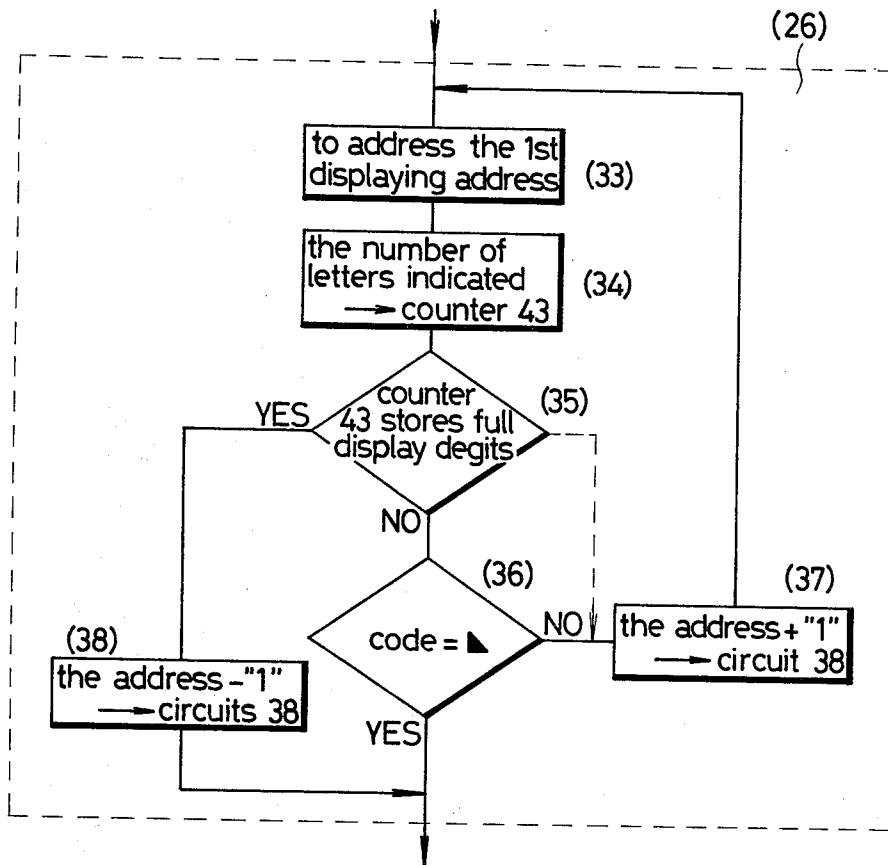 (26)
to address the 1st
displaying address
(33)
the number of
letters indicated
→ counter 43
(34)
counter
43 stores full
display degits
(35)
YES
NO
(36)
code = ◣
NO
YES
(37)
the address + "1"
→ circuit 38
(38)
the address - "1"
→ circuits 38